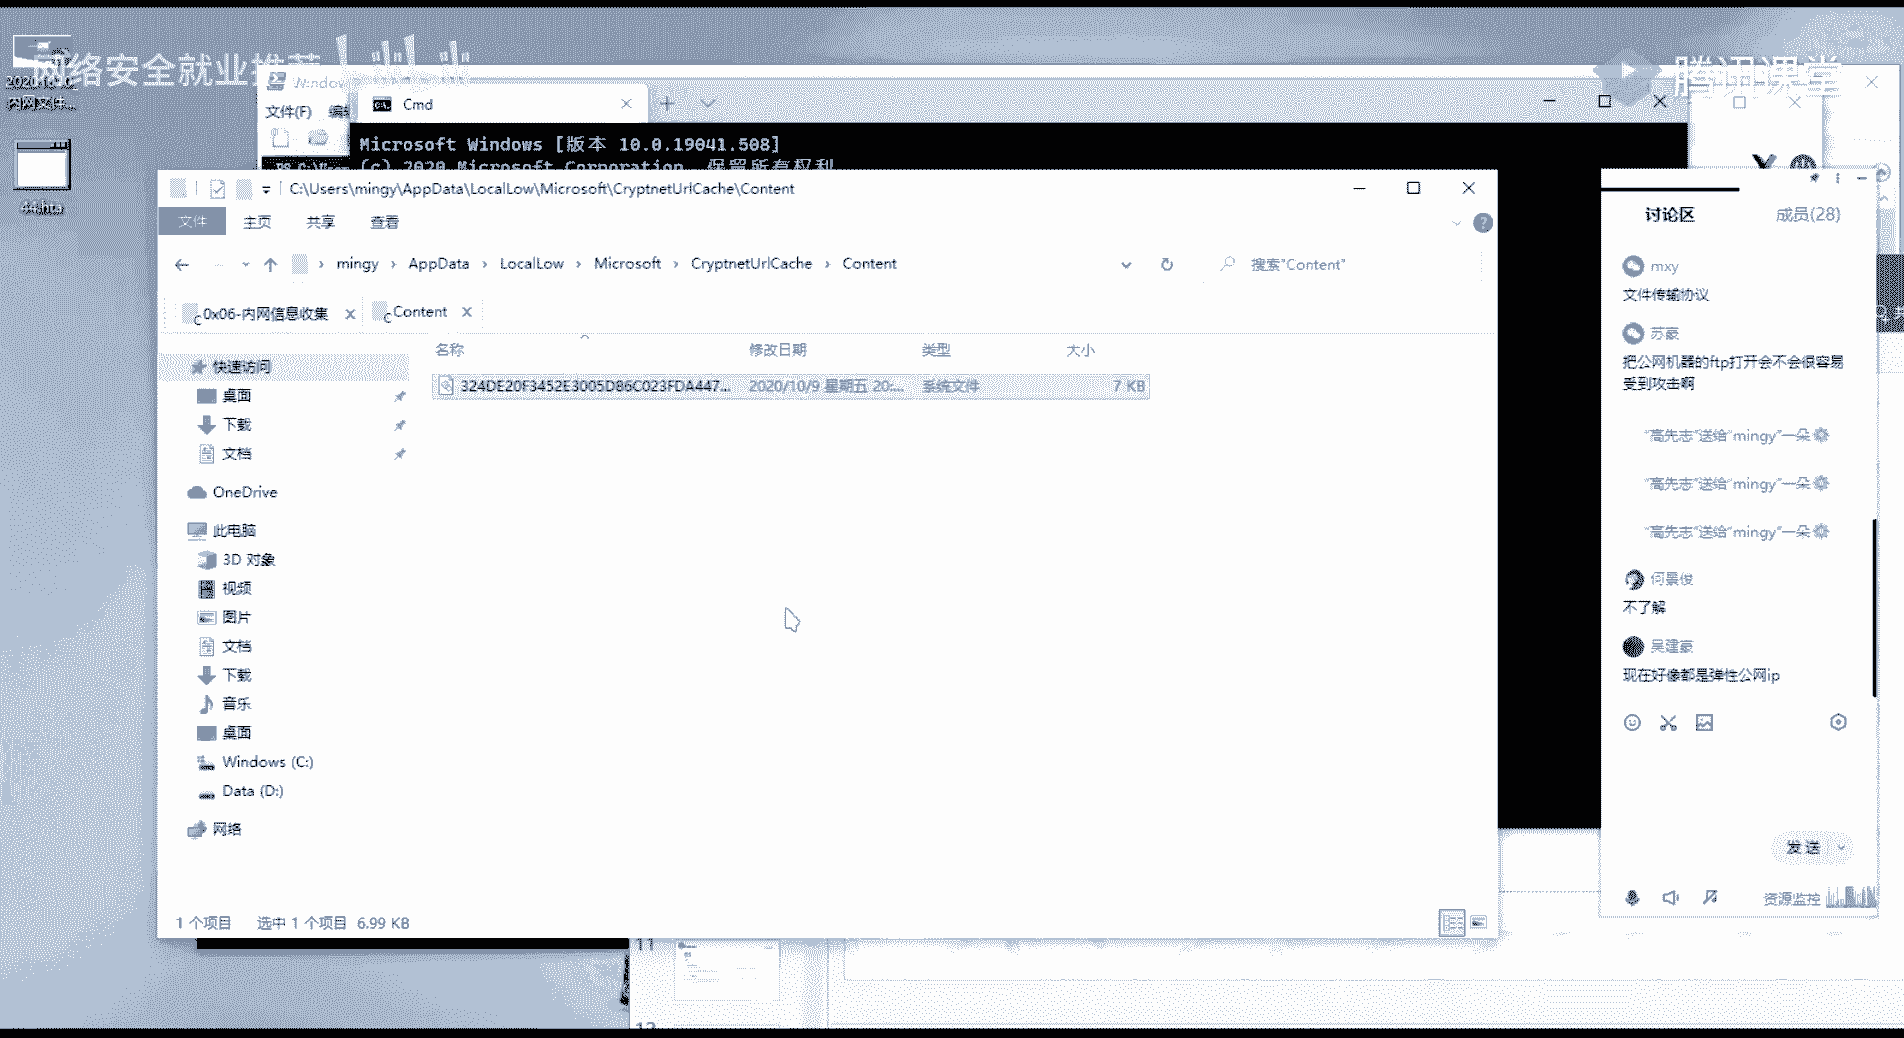 网络安全就业推荐
腾讯课堂
2020
内网文件...
44.hta
Window
文件(F) 编辑
Cmd
Microsoft Windows [版本 10.0.19041.508]
(c) 2020 Microsoft Corporation. 保留所有权利
C:\Users\mingy\AppData\LocalLow\Microsoft\CryptnetUrlCache\Content
文件 主页 共享 查看
mingy › AppData › LocalLow › Microsoft › CryptnetUrlCache › Content
搜索"Content"
0x06-内网信息收集
Content
名称 修改日期 类型 大小
324DE20F3452E3005D86C023FDA447... 2020/10/9 星期五 20:... 系统文件 7 KB
快速访问
桌面
下载
文档
OneDrive
此电脑
3D 对象
视频
图片
文档
下载
音乐
桌面
Windows (C:)
Data (D:)
网络
1 个项目 选中 1 个项目 6.99 KB
讨论区 成员(28)
mxy
文件传输协议
苏豪
把公网机器的ftp打开会不会很容易
受到攻击啊
"高先志"送给"mingy"一朵
"高先志"送给"mingy"一朵
"高先志"送给"mingy"一朵
何景俊
不了解
吴建豪
现在好像都是弹性公网ip
发送
资源监控
11
12